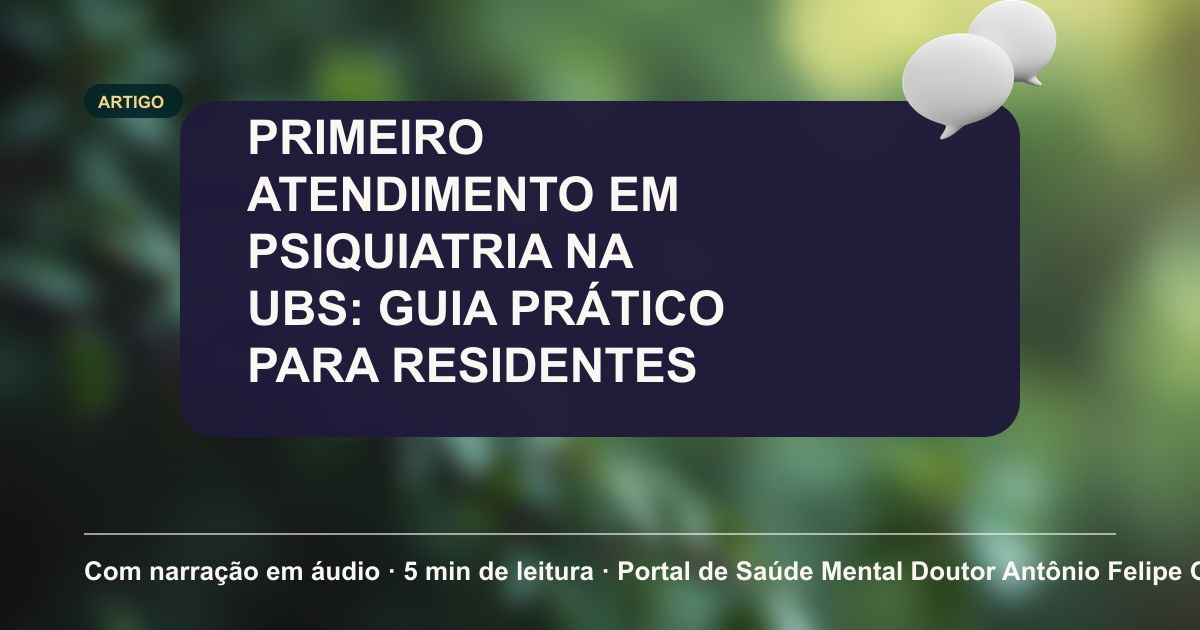 ARTIGO
PRIMEIRO
ATENDIMENTO EM
PSIQUIATRIA NA
UBS: GUIA PRÁTICO
PARA RESIDENTES
Com narração em áudio · 5 min de leitura · Portal de Saúde Mental Doutor Antônio Felipe